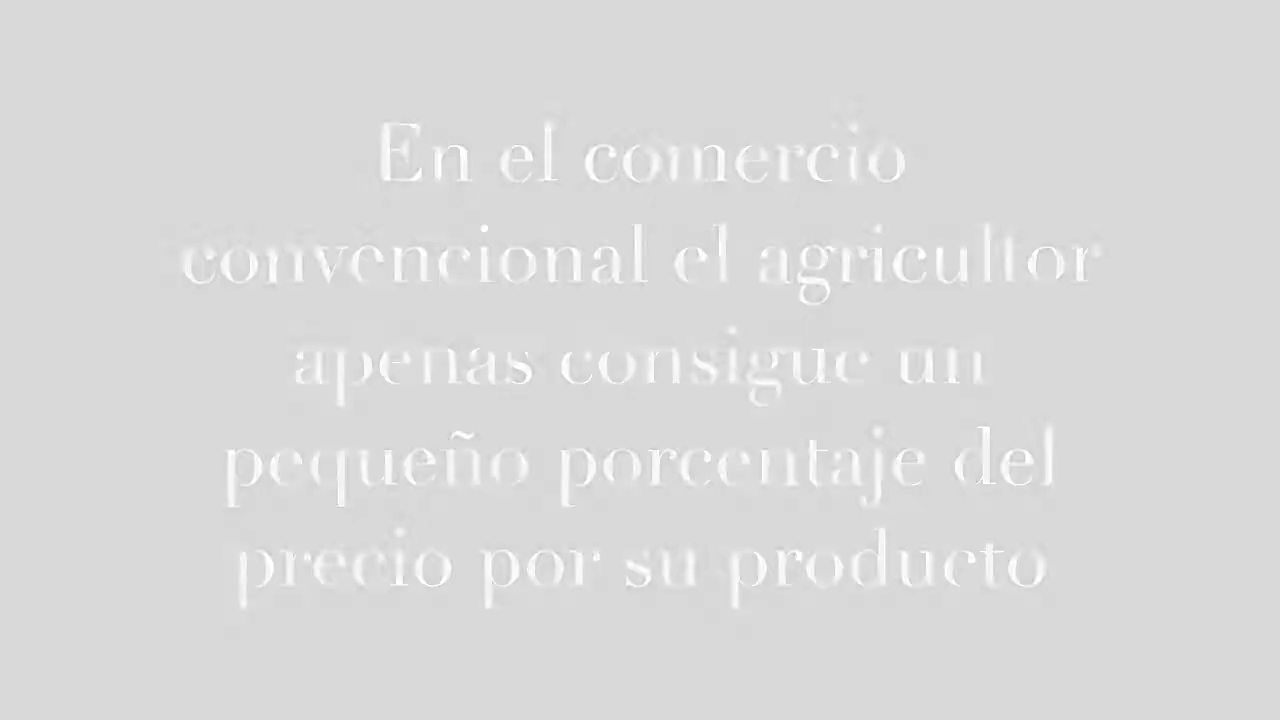 En el comercio
convencional el agricultor
apenas consigue un
pequeño porcentaje del
precio por su producto